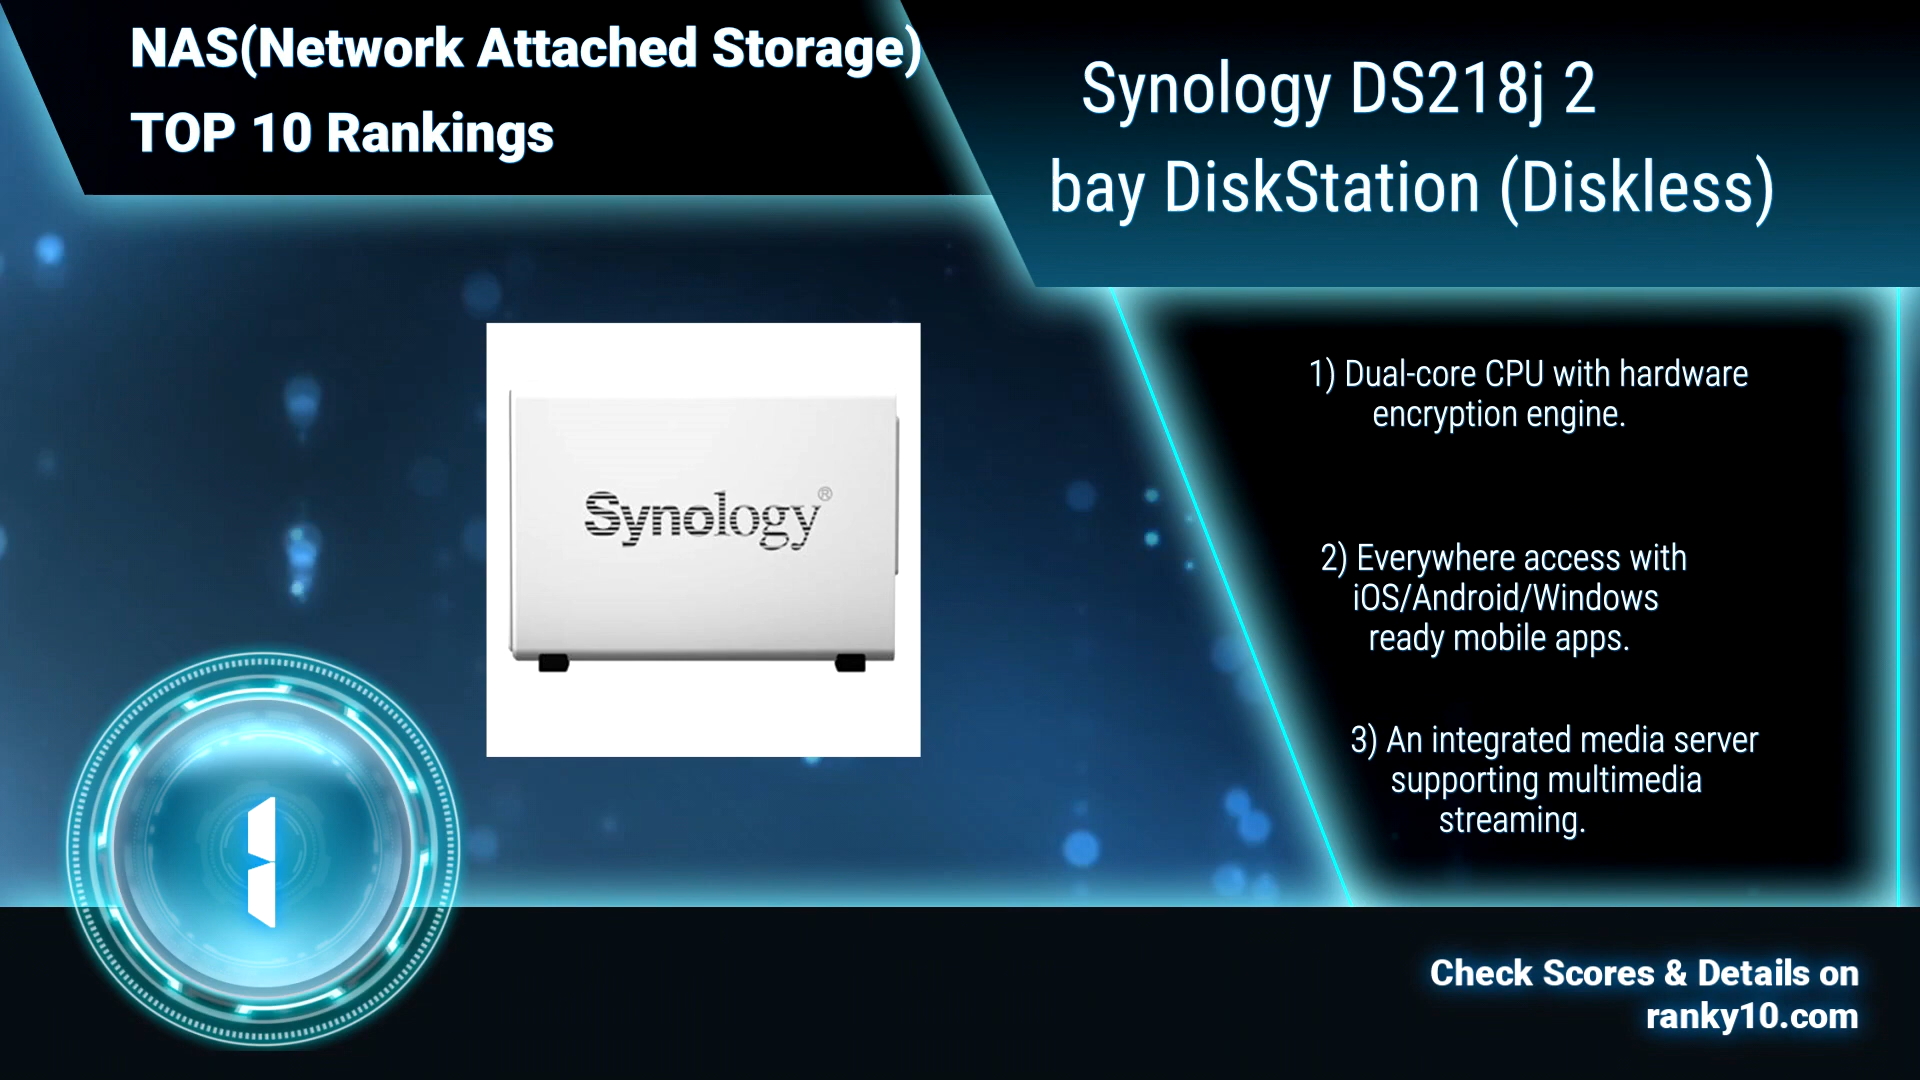 NAS(Network Attached Storage)
TOP 10 Rankings
Synology DS218j 2
bay DiskStation (Diskless)
Synology®
1) Dual-core CPU with hardware
encryption engine.
2) Everywhere access with
iOS/Android/Windows
ready mobile apps.
3) An integrated media server
supporting multimedia
streaming.
1
Check Scores & Details on
ranky10.com